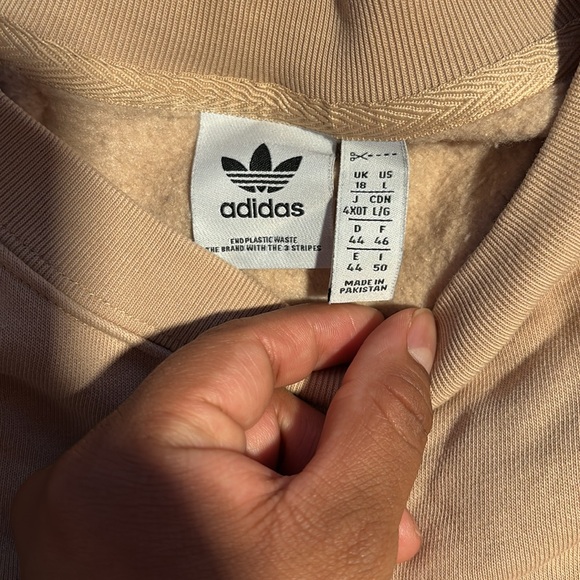 adidas
END PLASTIC WASTE
THE BRAND WITH THE 3 STRIPES
UK US
18 L
J CDN
4XOT L/G
D F
44 46
E I
44 50
MADE IN
PAKISTAN